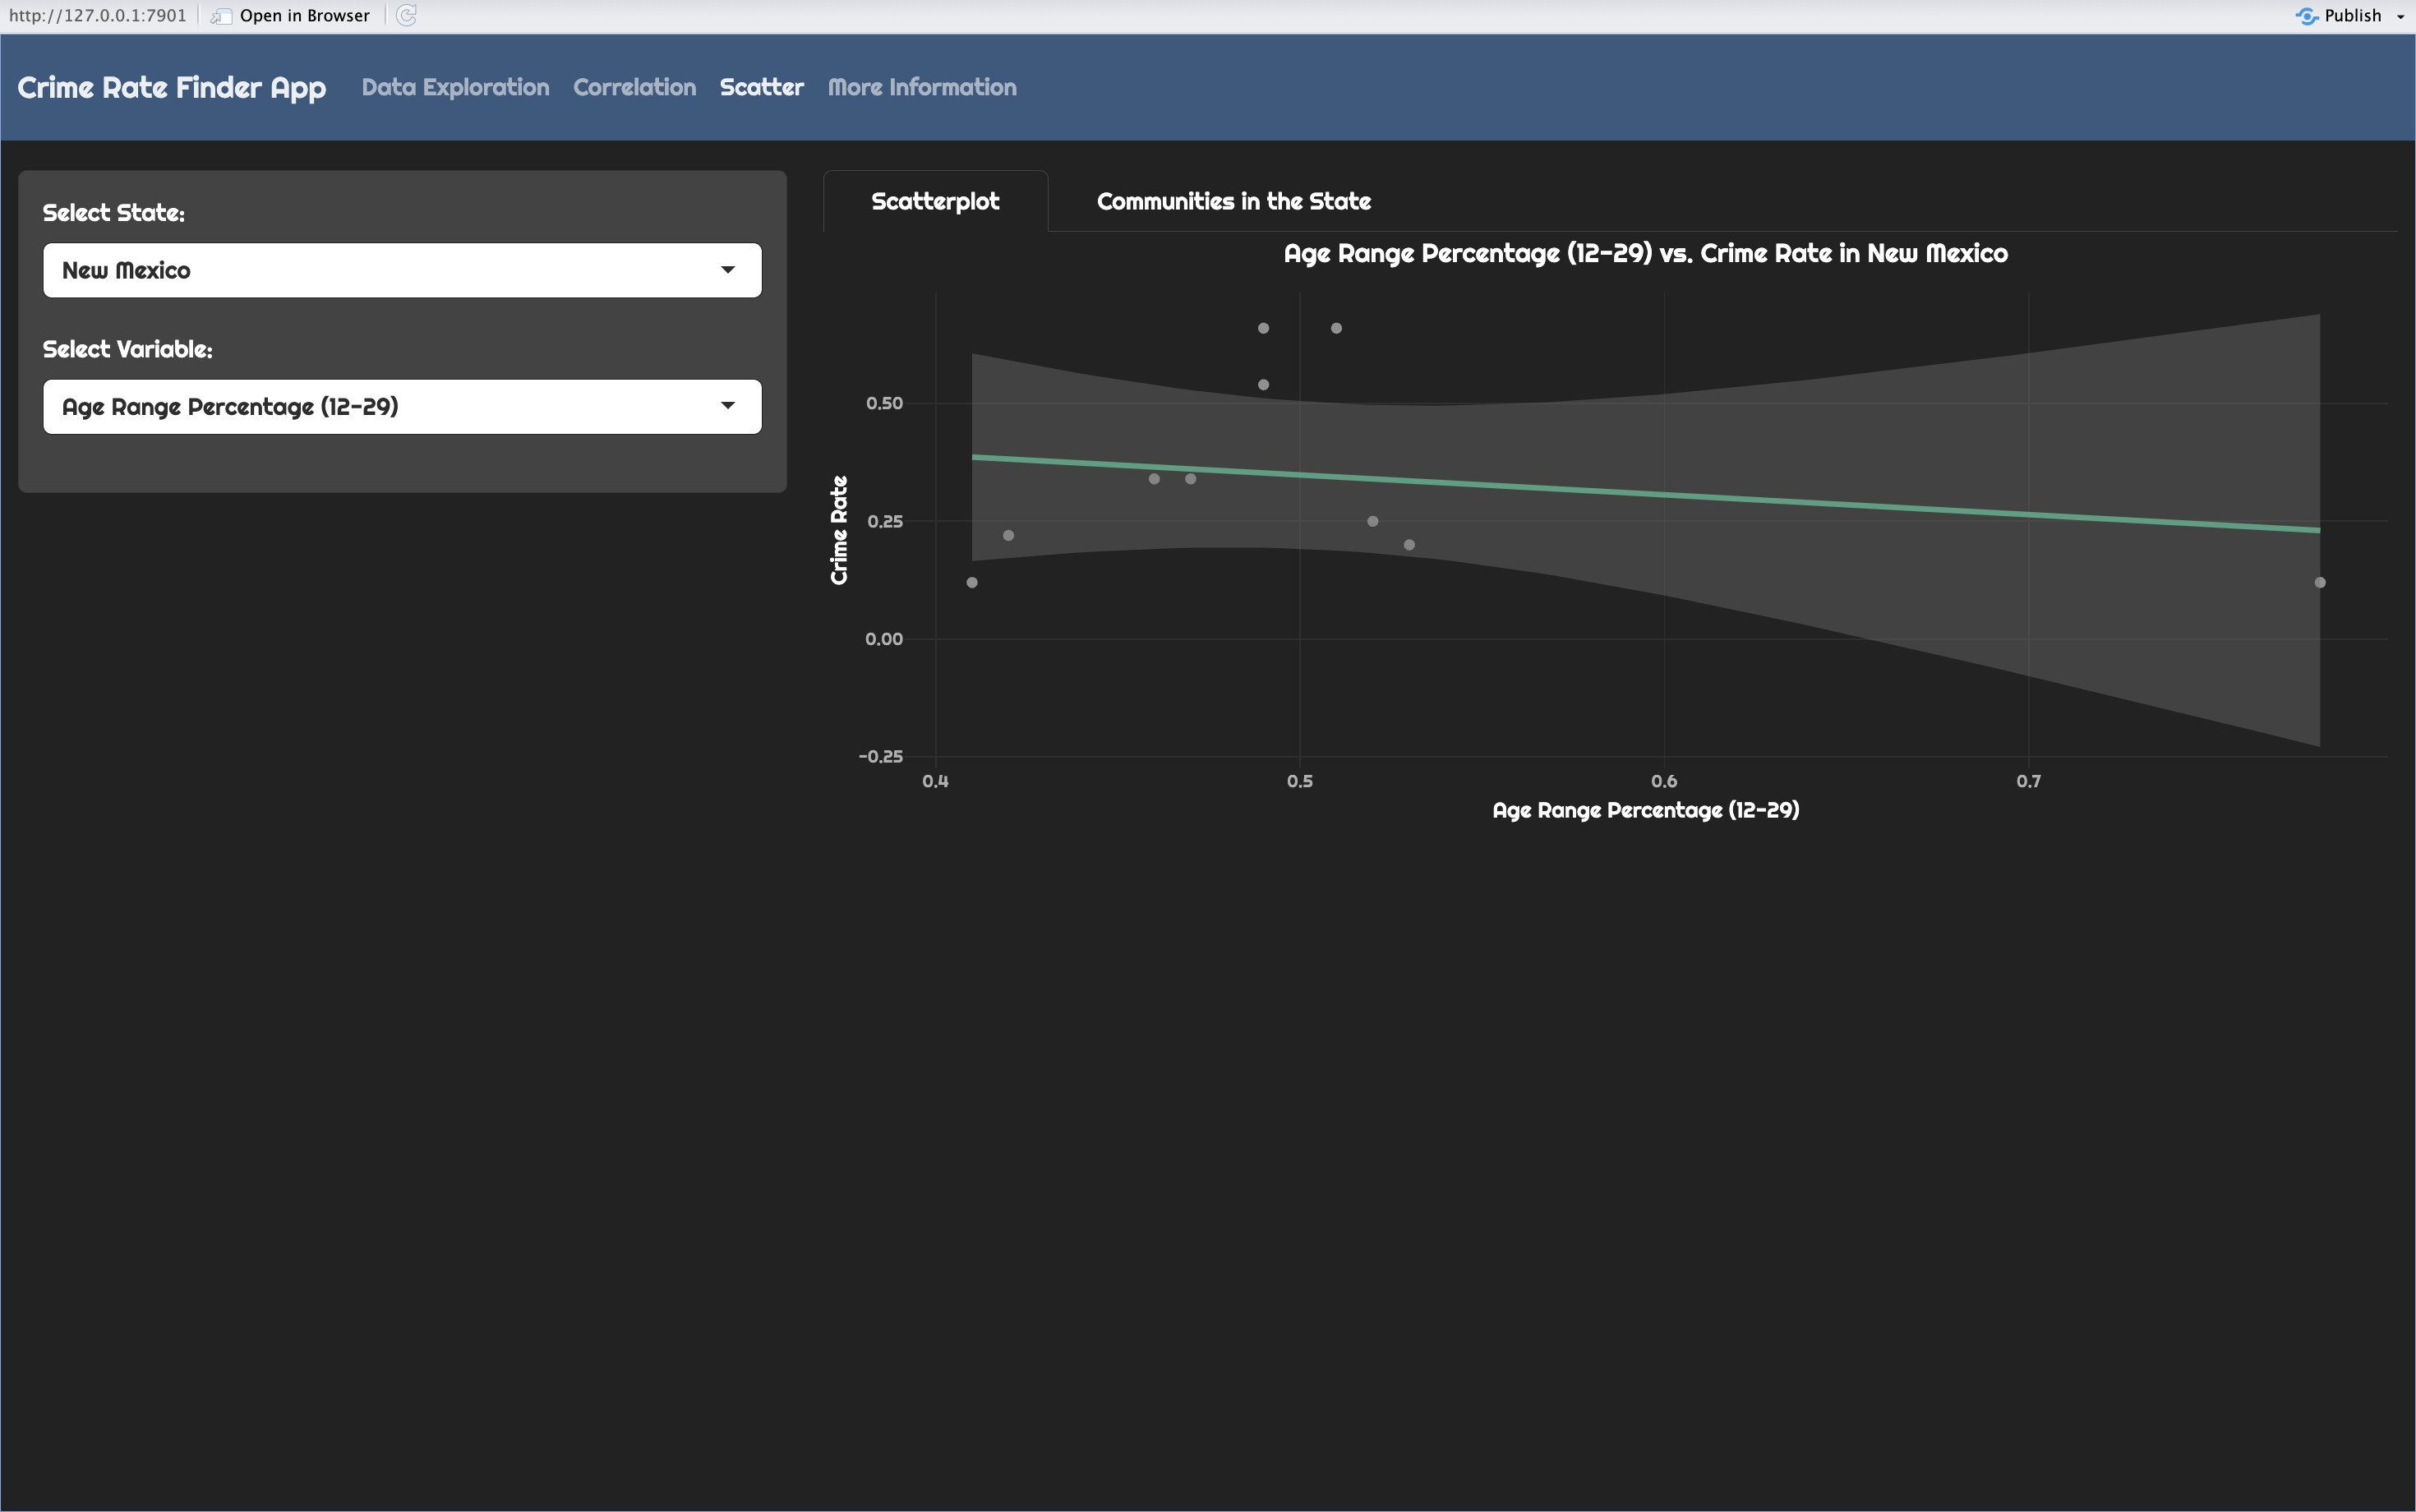 http://127.0.0.1:7901 Open in Browser Publish
Crime Rate Finder App Data Exploration Correlation Scatter More Information
Select State:
New Mexico
Select Variable:
Age Range Percentage (12-29)
Scatterplot Communities in the State
Age Range Percentage (12-29) vs. Crime Rate in New Mexico
Crime Rate
0.50
0.25
0.00
-0.25
0.4 0.5 0.6 0.7
Age Range Percentage (12-29)